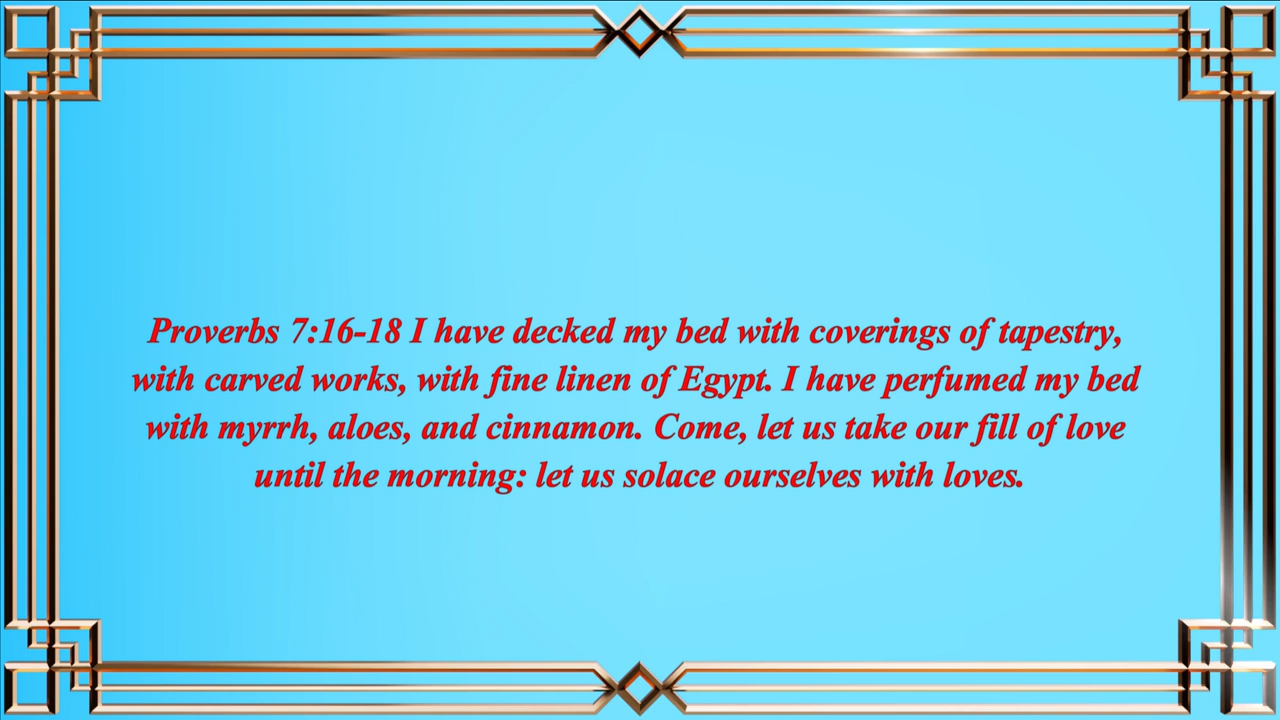 Proverbs 7:16-18 I have decked my bed with coverings of tapestry,
with carved works, with fine linen of Egypt. I have perfumed my bed
with myrrh, aloes, and cinnamon. Come, let us take our fill of love
until the morning: let us solace ourselves with loves.